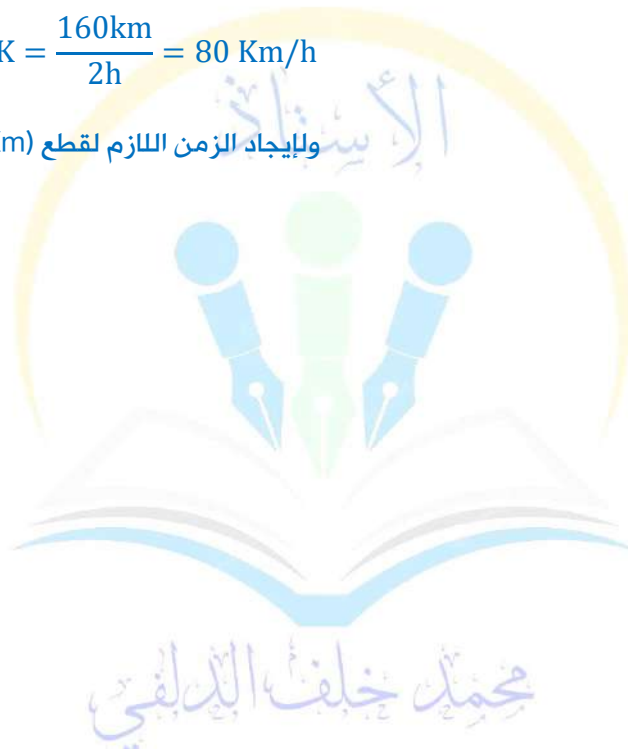 K = 160km / 2h = 80 Km/h
ولإيجاد الزمن اللازم لقطع (m
الأستاذ
محمد خلف الدلفي